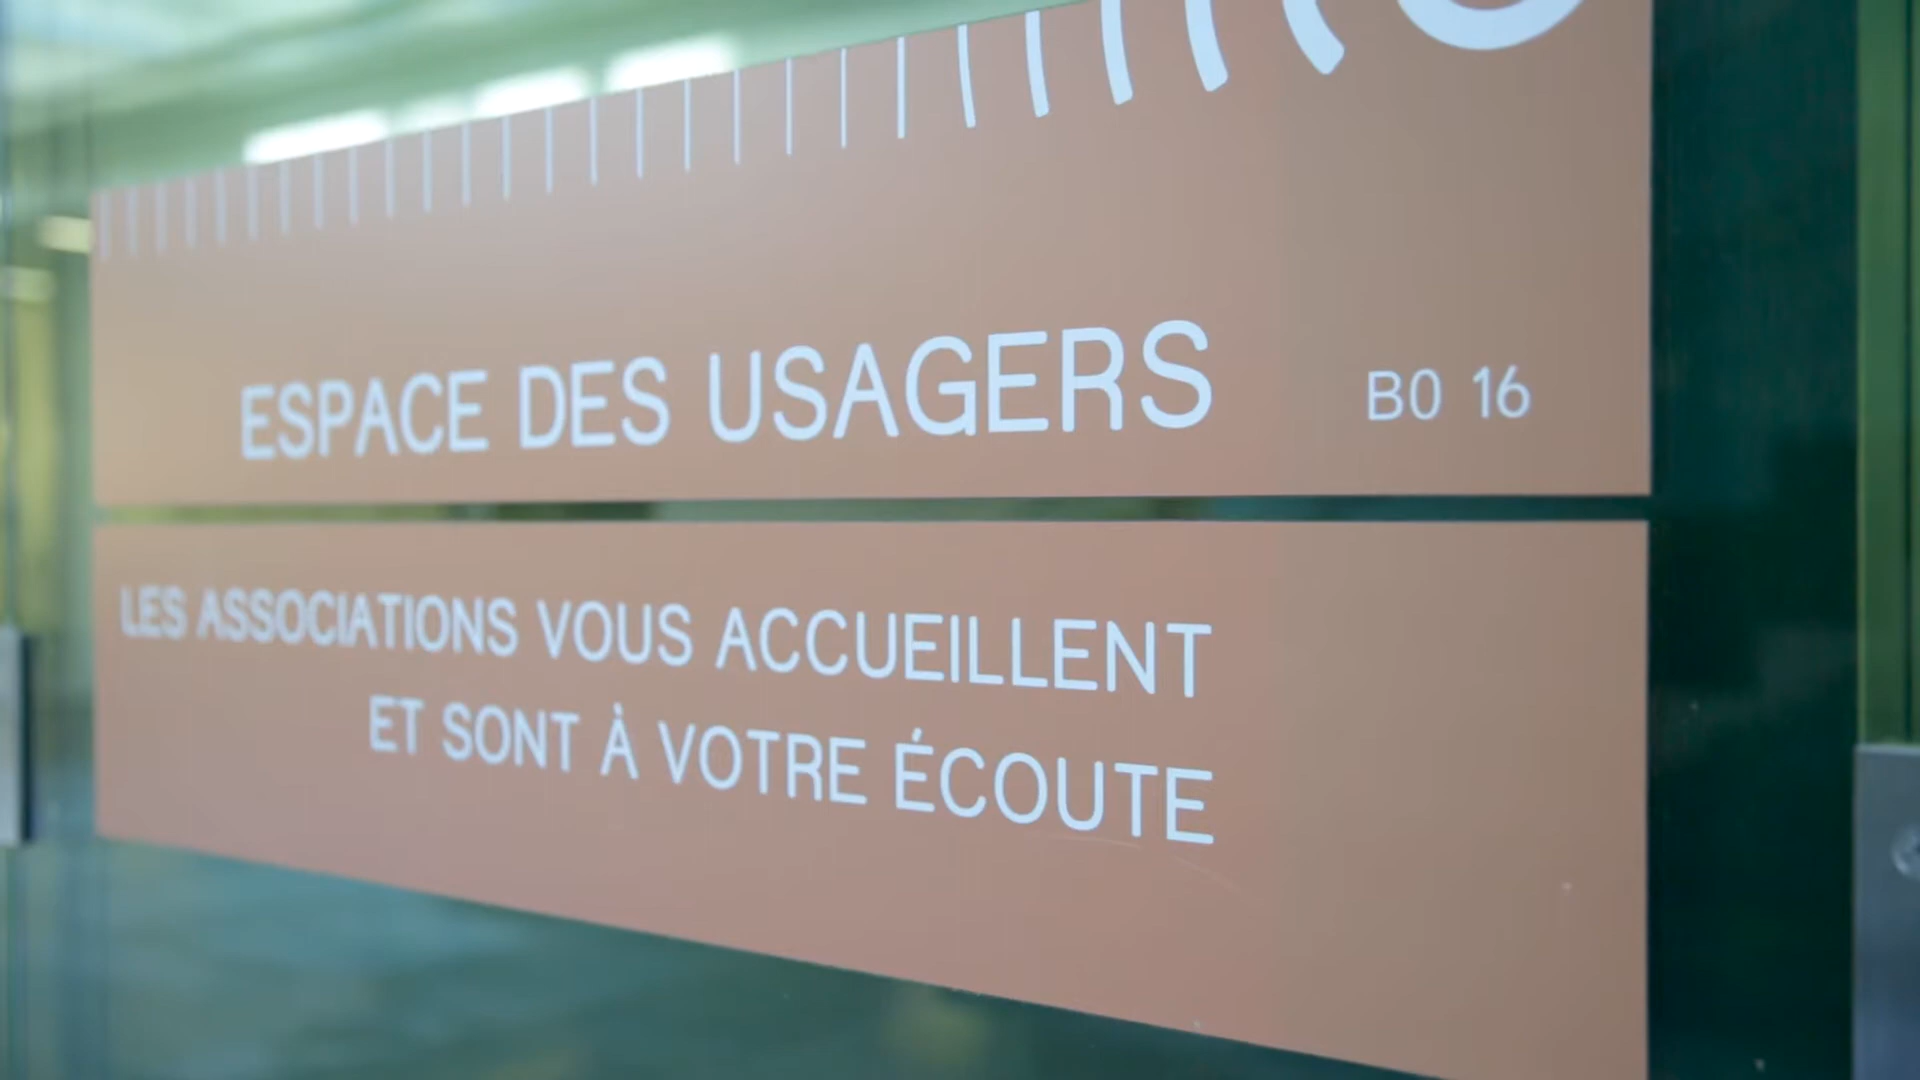 ESPACE DES USAGERS B0 16
LES ASSOCIATIONS VOUS ACCUEILLENT
ET SONT À VOTRE ÉCOUTE